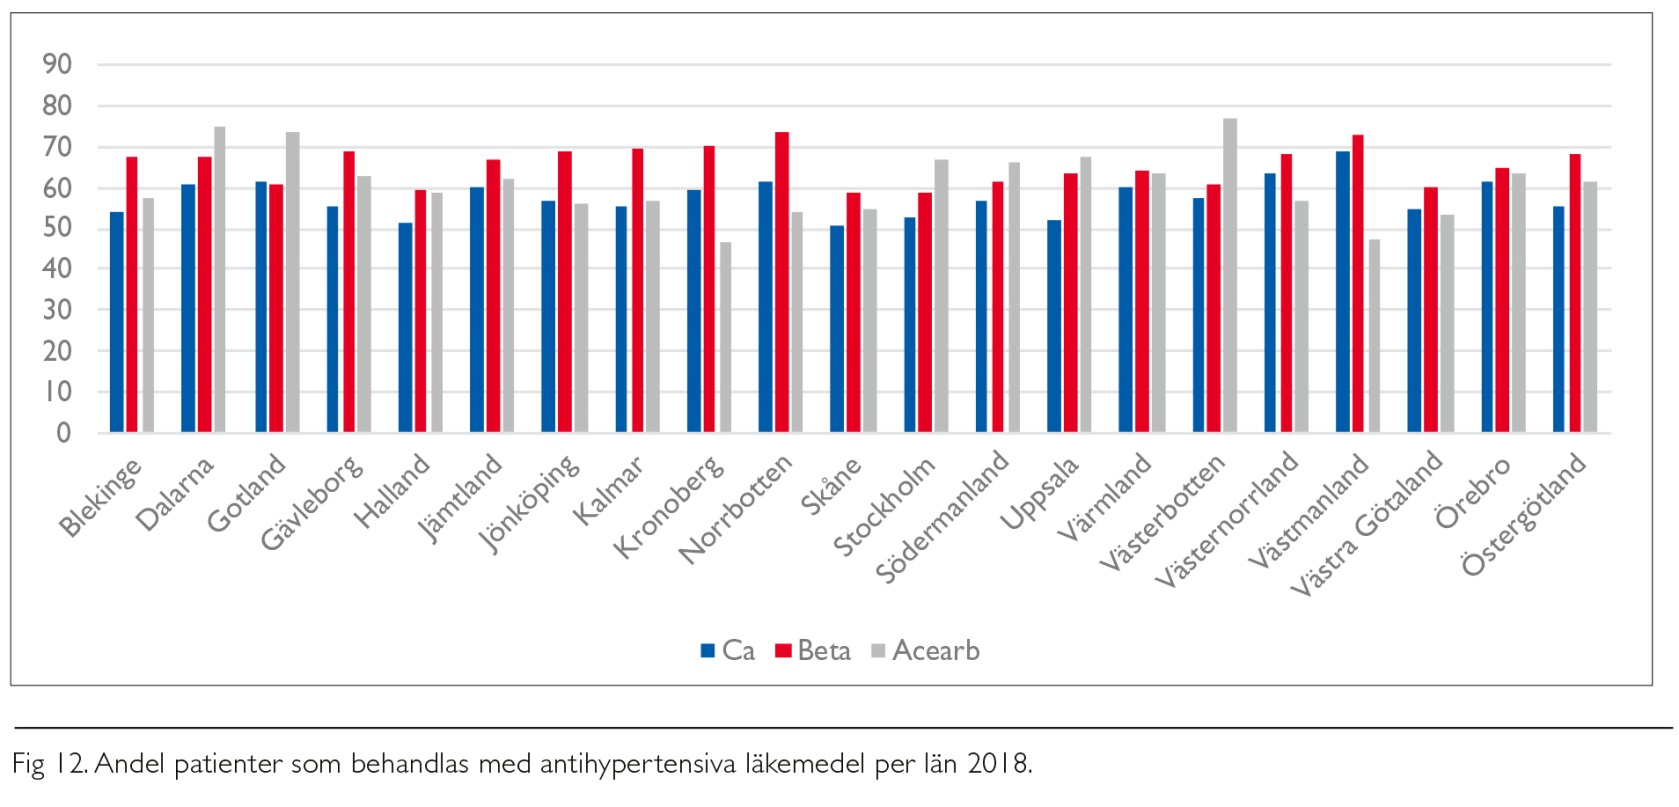 90
80
70
60
50
40
30
20
10
0
Blekinge
Dalarna
Gotland
Gävleborg
Halland
Jämtland
Jönköping
Kalmar
Kronoberg
Norrbotten
Skåne
Stockholm
Södermanland
Uppsala
Värmland
Västerbotten
Västernorrland
Västmanland
Västra Götaland
Örebro
Östergötland
Ca Beta Acearb
Fig 12. Andel patienter som behandlas med antihypertensiva läkemedel per län 2018.